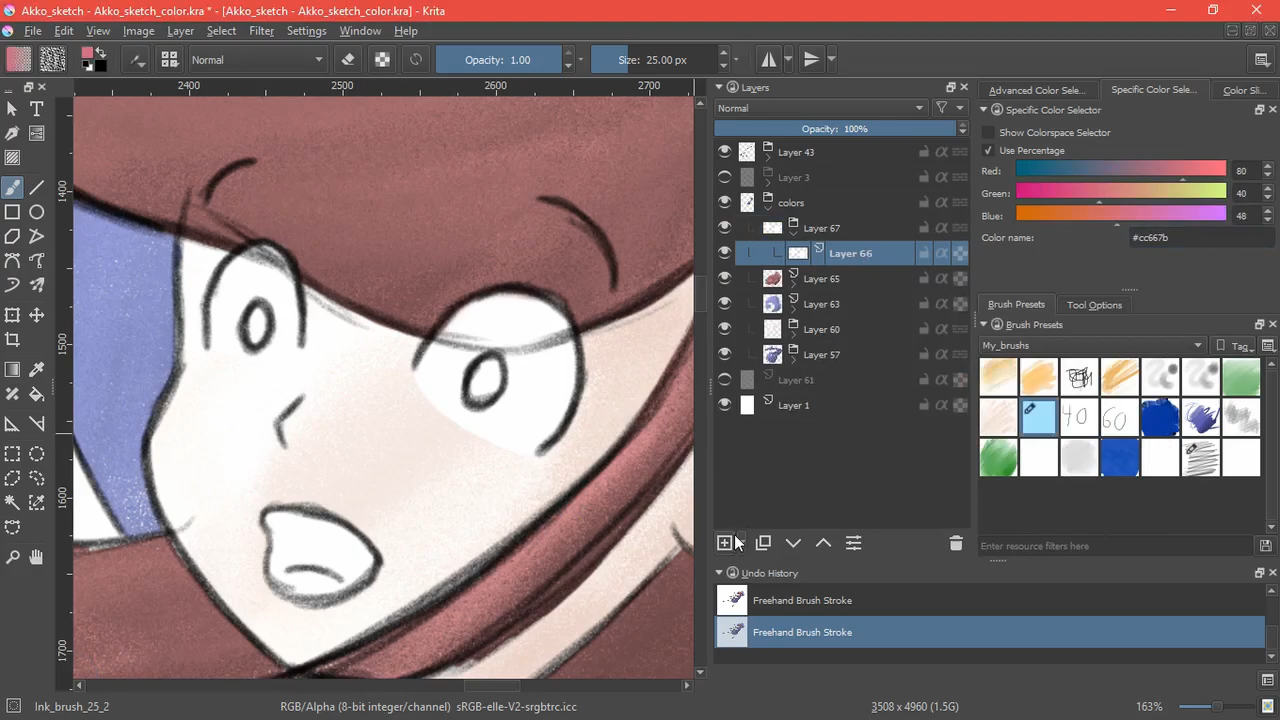 Akko_sketch - Akko_sketch_color.kra * - [Akko_sketch - Akko_sketch_color.kra] - Krita
File Edit View Image Layer Select Filter Settings Window Help
Normal Opacity: 1.00 Size: 25.00 px
2400 2500 2600 2700
1400
1500
1600
1700
Layers
Normal
Opacity: 100%
Layer 43
Layer 3
colors
Layer 67
Layer 66
Layer 65
Layer 63
Layer 60
Layer 57
Layer 61
Layer 1
Undo History
Freehand Brush Stroke
Freehand Brush Stroke
Advanced Color Sele... Specific Color Sele... Color Sli...
Specific Color Selector
Show Colorspace Selector
Use Percentage
Red: 80
Green: 40
Blue: 48
Color name: #cc667b
Brush Presets Tool Options
Brush Presets
My_brushes Tag
40 60
Enter resource filters here
Ink_brush_25_2 RGB/Alpha (8-bit integer/channel) sRGB-elle-V2-srgbtrc.icc 3508 x 4960 (1.5G) 163%